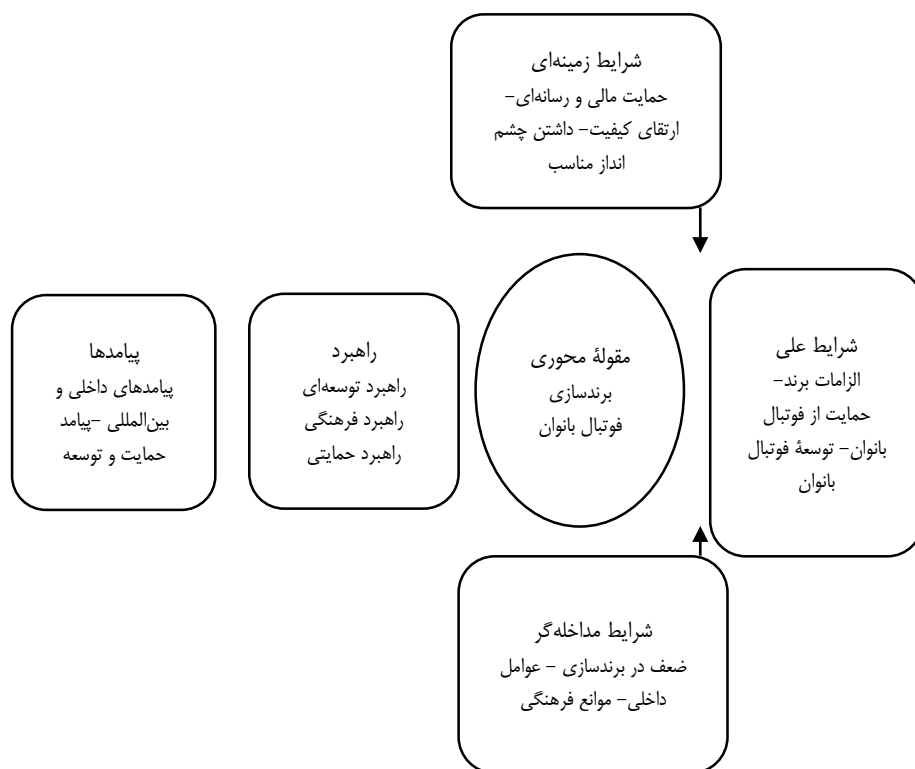 شرایط زمینه‌ای
حمایت مالی و رسانه‌ای–
ارتقای کیفیت– داشتن چشم
انداز مناسب
شرایط علی
الزامات برند–
حمایت از فوتبال
بانوان– توسعۀ فوتبال
بانوان
مقولۀ محوری
برندسازی
فوتبال بانوان
راهبرد
راهبرد توسعه‌ای
راهبرد فرهنگی
راهبرد حمایتی
پیامدها
پیامدهای داخلی و
بین‌المللی –پیامد
حمایت و توسعه
شرایط مداخله‌گر
ضعف در برندسازی – عوامل
داخلی– موانع فرهنگی